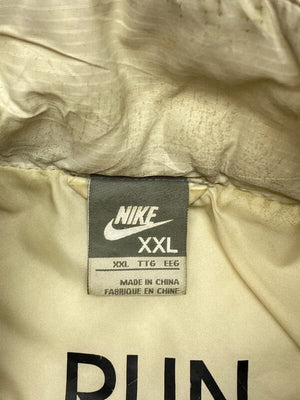 NIKE
XXL
XXL TTG EEG
MADE IN CHINA
FABRIQUE EN CHINE
RUN